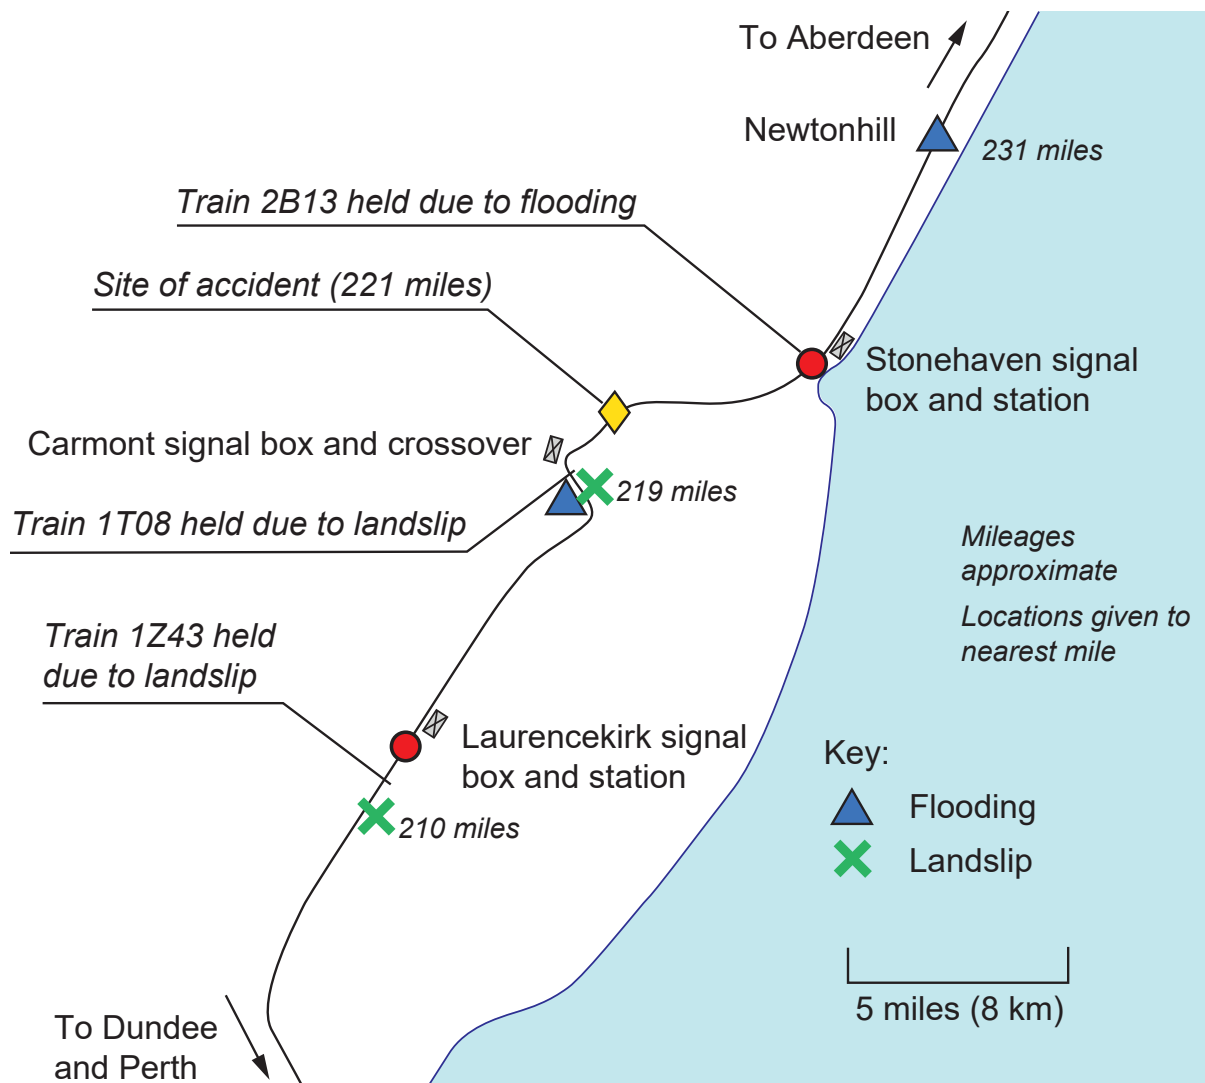 To Aberdeen
Newtonhill
231 miles
Train 2B13 held due to flooding
Site of accident (221 miles)
Stonehaven signal
box and station
Carmont signal box and crossover
219 miles
Train 1T08 held due to landslip
Mileages
approximate
Locations given to
nearest mile
Train 1Z43 held
due to landslip
Laurencekirk signal
box and station
210 miles
Key:
Flooding
Landslip
5 miles (8 km)
To Dundee
and Perth